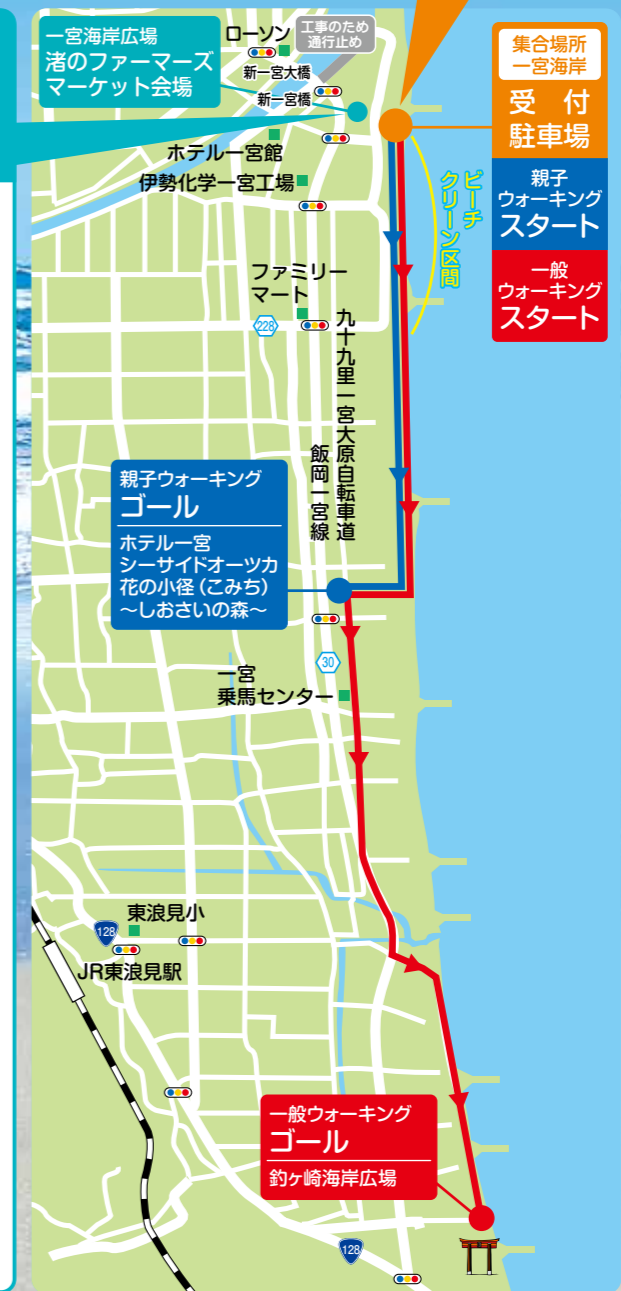 一宮海岸広場
渚のファーマーズ
マーケット会場
ローソン
工事のため
通行止め
新一宮大橋
新一宮橋
ホテル一宮館
伊勢化学一宮工場
集合場所
一宮海岸
受付
駐車場
親子
ウォーキング
スタート
一般
ウォーキング
スタート
ビーチ
クリーン区間
ファミリー
マート
228
九十九里一宮大原自転車道
飯岡一宮線
親子ウォーキング
ゴール
ホテル一宮
シーサイドオーツカ
花の小径（こみち）
～しおさいの森～
30
一宮
乗馬センター
東浪見小
128
JR東浪見駅
一般ウォーキング
ゴール
釣ヶ崎海岸広場
128